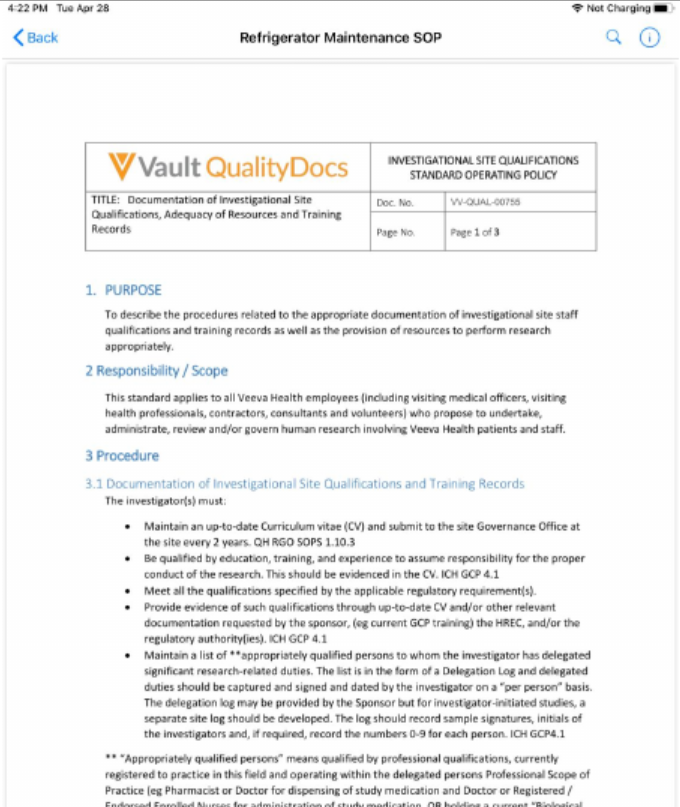 4:22 PM Tue Apr 28
Not Charging
Back
Refrigerator Maintenance SOP
Vault QualityDocs
INVESTIGATIONAL SITE QUALIFICATIONS
STANDARD OPERATING POLICY
TITLE: Documentation of Investigational Site
Qualifications, Adequacy of Resources and Training
Records
Doc. No.
VV-QUAL-00755
Page No.
Page 1 of 3
1. PURPOSE
To describe the procedures related to the appropriate documentation of investigational site staff
qualifications and training records as well as the provision of resources to perform research
appropriately.
2 Responsibility / Scope
This standard applies to all Veeva Health employees (including visiting medical officers, visiting
health professionals, contractors, consultants and volunteers) who propose to undertake,
administrate, review and/or govern human research involving Veeva Health patients and staff.
3 Procedure
3.1 Documentation of Investigational Site Qualifications and Training Records
The investigator(s) must:
• Maintain an up-to-date Curriculum vitae (CV) and submit to the site Governance Office at
the site every 2 years. QH RGO SOPS 1.10.3
• Be qualified by education, training, and experience to assume responsibility for the proper
conduct of the research. This should be evidenced in the CV. ICH GCP 4.1
• Meet all the qualifications specified by the applicable regulatory requirement(s).
• Provide evidence of such qualifications through up-to-date CV and/or other relevant
documentation requested by the sponsor, (eg current GCP training) the HREC, and/or the
regulatory authority(ies). ICH GCP 4.1
• Maintain a list of **appropriately qualified persons to whom the investigator has delegated
significant research-related duties. The list is in the form of a Delegation Log and delegated
duties should be captured and signed and dated by the investigator on a "per person" basis.
The delegation log may be provided by the Sponsor but for investigator-initiated studies, a
separate site log should be developed. The log should record sample signatures, initials of
the investigators and, if required, record the numbers 0-9 for each person. ICH GCP4.1
** "Appropriately qualified persons" means qualified by professional qualifications, currently
registered to practice in this field and operating within the delegated persons Professional Scope of
Practice (eg Pharmacist or Doctor for dispensing of study medication and Doctor or Registered /
Endorsed Enrolled Nurses for administration of study medication, OR holding a current "Biological